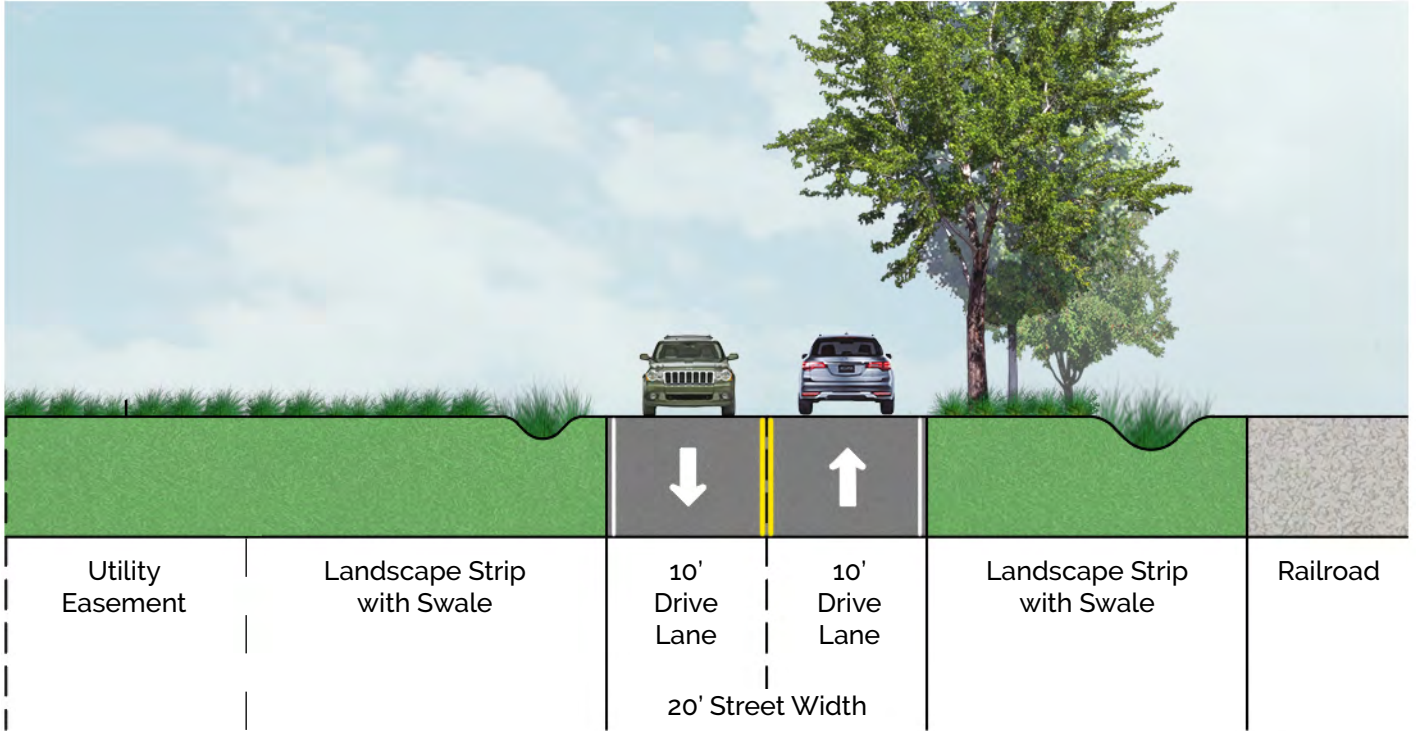 Utility
Easement
Landscape Strip
with Swale
10’
Drive
Lane
10’
Drive
Lane
Landscape Strip
with Swale
Railroad
20’ Street Width